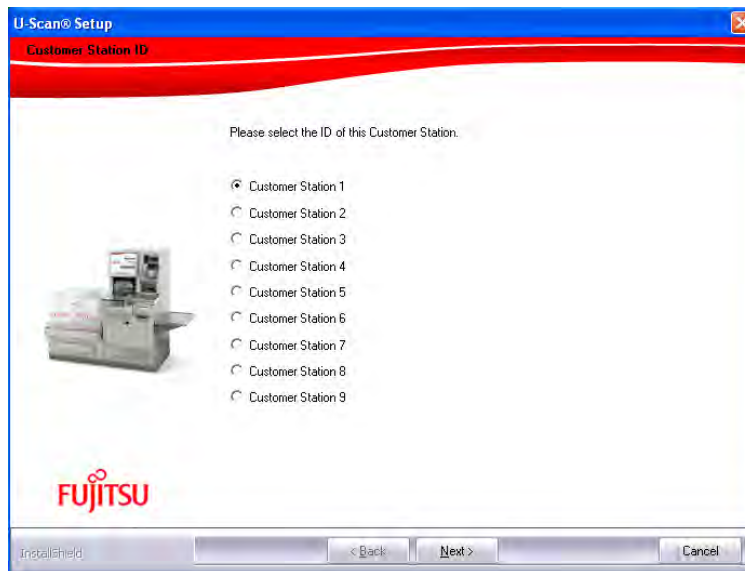 U-Scan® Setup
Customer Station ID
Please select the ID of this Customer Station.
Customer Station 1
Customer Station 2
Customer Station 3
Customer Station 4
Customer Station 5
Customer Station 6
Customer Station 7
Customer Station 8
Customer Station 9
FUJITSU
InstallShield
< Back
Next >
Cancel